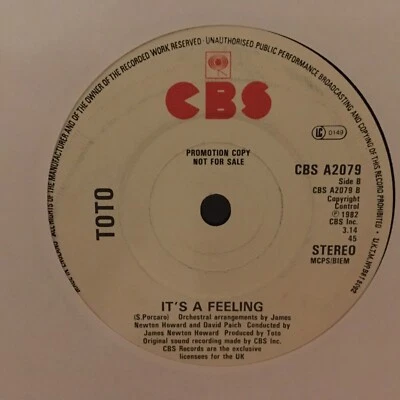 ALL RIGHTS OF THE MANUFACTURER AND OF THE OWNER OF THE RECORDED WORK RESERVED · UNAUTHORISED PUBLIC PERFORMANCE BROADCASTING AND COPYING OF THIS RECORD PROHIBITED
CBS
LC 0149
PROMOTION COPY
NOT FOR SALE
CBS A2079
Side B
CBS A2079 B
Copyright
Control
℗ 1982
CBS Inc.
3.14
45
STEREO
MCPS/BIEM
TOTO
IT'S A FEELING
(S.Porcaro) Orchestral arrangements by James
Newton Howard and David Paich Conducted by
James Newton Howard Produced by Toto
Original sound recording made by CBS Inc.
CBS Records are the exclusive
licensees for the UK